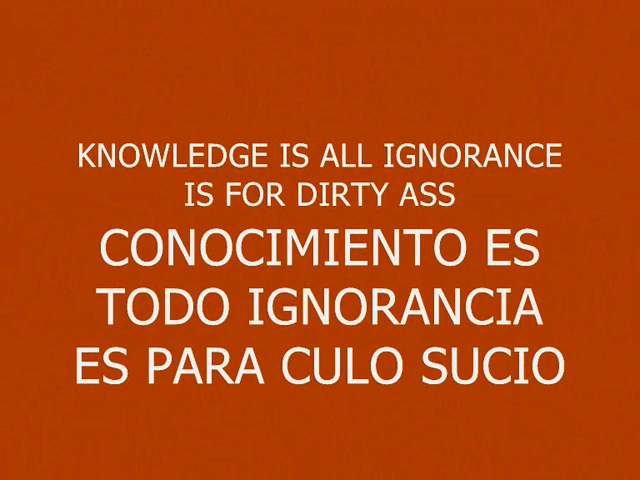 KNOWLEDGE IS ALL IGNORANCE
IS FOR DIRTY ASS
CONOCIMIENTO ES
TODO IGNORANCIA
ES PARA CULO SUCIO